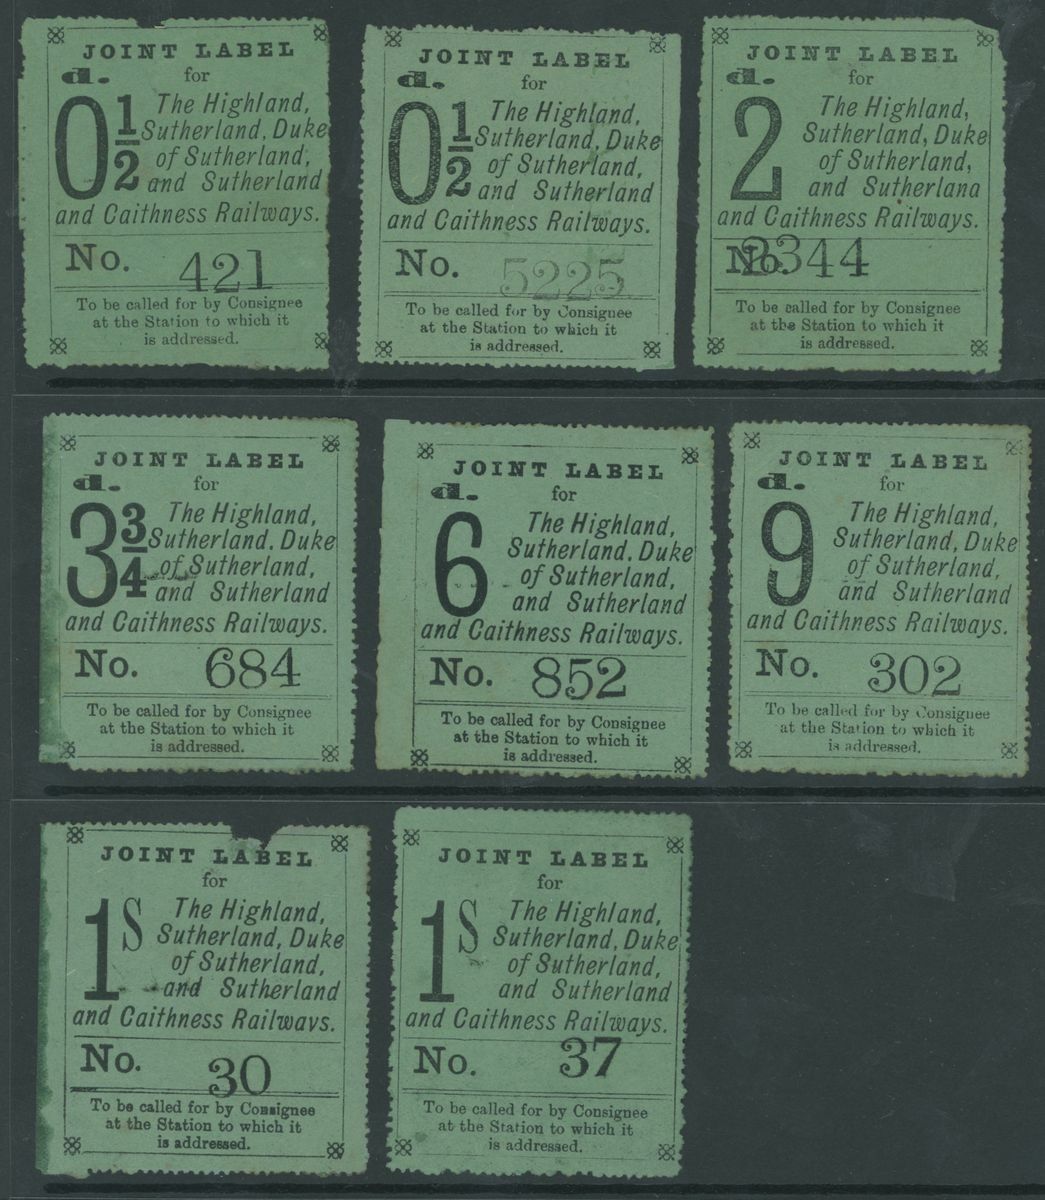 JOINT LABEL
d. for
0 1/2 The Highland,
Sutherland, Duke
of Sutherland,
and Sutherland
and Caithness Railways.
No. 421
To be called for by Consignee
at the Station to which it
is addressed.
JOINT LABEL
d. for
0 1/2 The Highland,
Sutherland, Duke
of Sutherland,
and Sutherland
and Caithness Railways.
No. 5225
To be called for by Consignee
at the Station to which it
is addressed.
JOINT LABEL
d. for
2 The Highland,
Sutherland, Duke
of Sutherland,
and Sutherland
and Caithness Railways.
No. 2344
To be called for by Consignee
at the Station to which it
is addressed.
JOINT LABEL
d. for
3 3/4 The Highland,
Sutherland, Duke
of Sutherland,
and Sutherland
and Caithness Railways.
No. 684
To be called for by Consignee
at the Station to which it
is addressed.
JOINT LABEL
d. for
6 The Highland,
Sutherland, Duke
of Sutherland,
and Sutherland
and Caithness Railways.
No. 852
To be called for by Consignee
at the Station to which it
is addressed.
JOINT LABEL
d. for
9 The Highland,
Sutherland, Duke
of Sutherland,
and Sutherland
and Caithness Railways.
No. 302
To be called for by Consignee
at the Station to which it
is addressed.
JOINT LABEL
for
1S The Highland,
Sutherland, Duke
of Sutherland,
and Sutherland
and Caithness Railways.
No. 30
To be called for by Consignee
at the Station to which it
is addressed.
JOINT LABEL
for
1S The Highland,
Sutherland, Duke
of Sutherland,
and Sutherland
and Caithness Railways.
No. 37
To be called for by Consignee
at the Station to which it
is addressed.